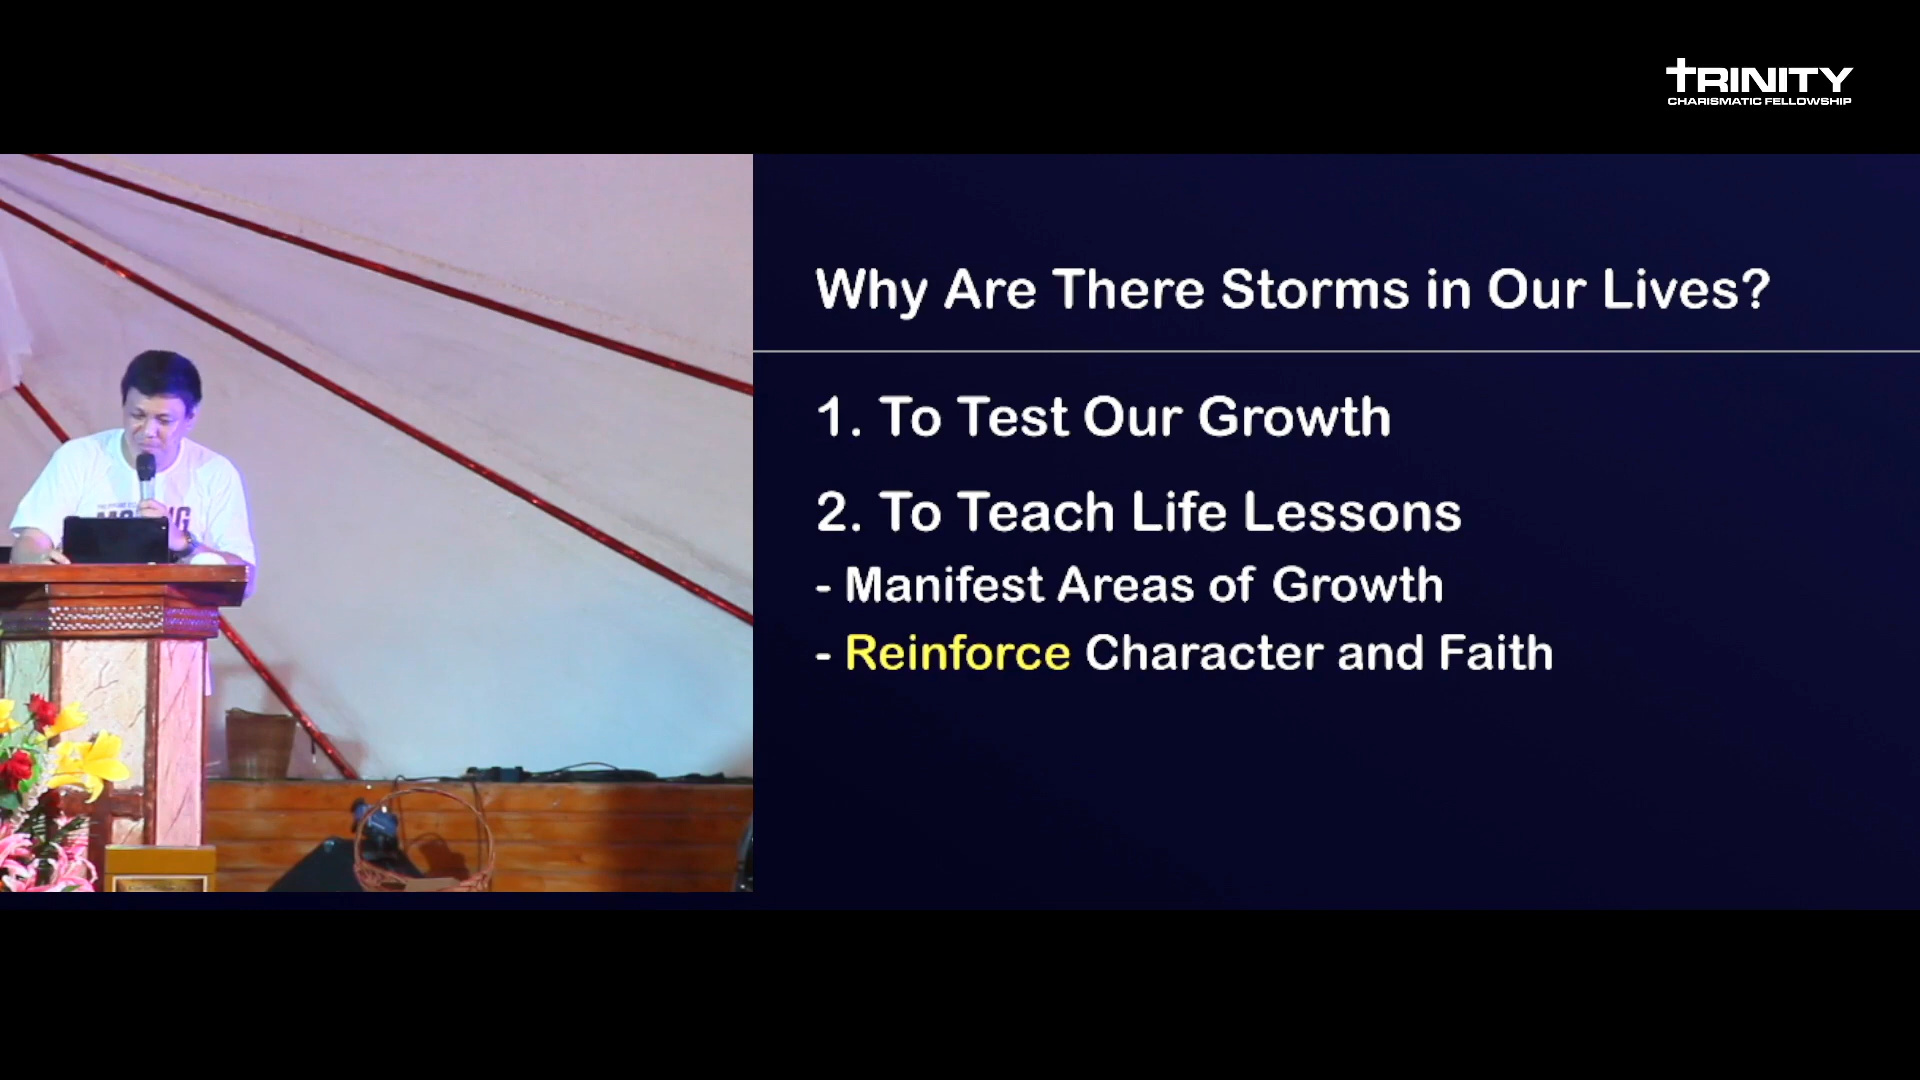 TRINITY
CHARISMATIC FELLOWSHIP
Why Are There Storms in Our Lives?
1. To Test Our Growth
2. To Teach Life Lessons
- Manifest Areas of Growth
- Reinforce Character and Faith